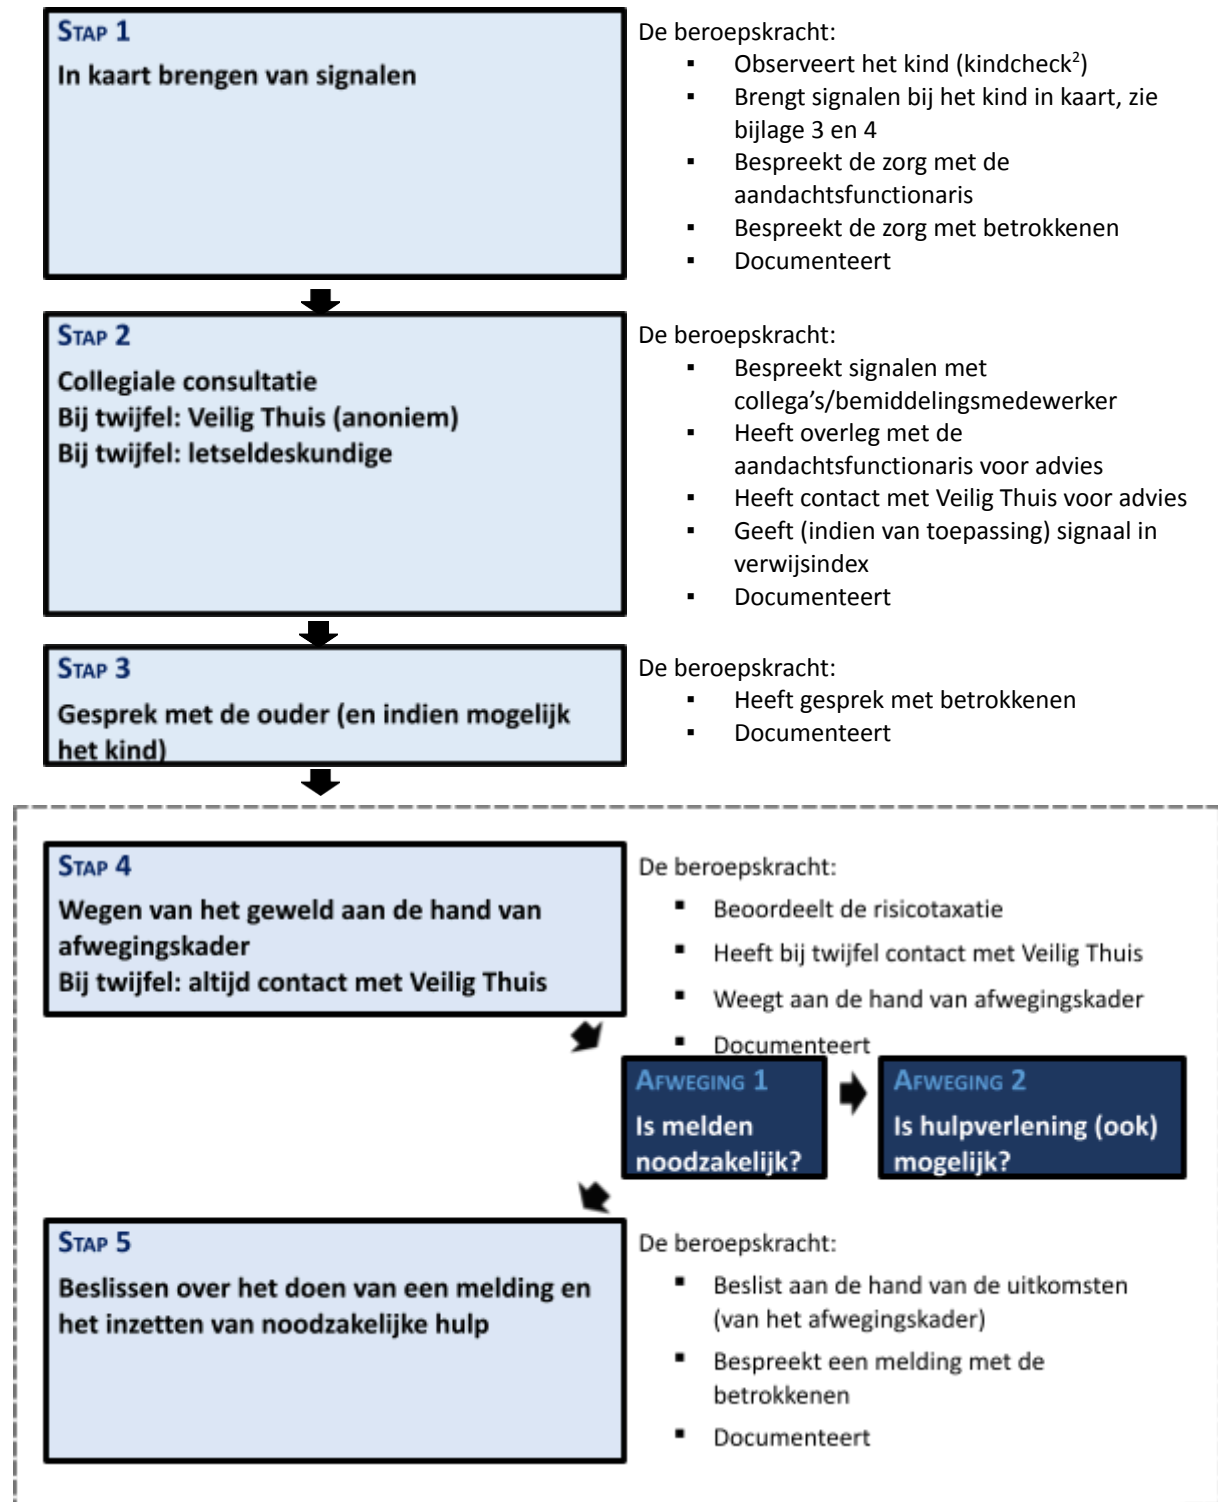 STAP 1
In kaart brengen van signalen
De beroepskracht:
▪ Observeert het kind (kindcheck²)
▪ Brengt signalen bij het kind in kaart, zie
bijlage 3 en 4
▪ Bespreekt de zorg met de
aandachtsfunctionaris
▪ Bespreekt de zorg met betrokkenen
▪ Documenteert
STAP 2
Collegiale consultatie
Bij twijfel: Veilig Thuis (anoniem)
Bij twijfel: letseldeskundige
De beroepskracht:
▪ Bespreekt signalen met
collega’s/bemiddelingsmedewerker
▪ Heeft overleg met de
aandachtsfunctionaris voor advies
▪ Heeft contact met Veilig Thuis voor advies
▪ Geeft (indien van toepassing) signaal in
verwijsindex
▪ Documenteert
STAP 3
Gesprek met de ouder (en indien mogelijk
het kind)
De beroepskracht:
▪ Heeft gesprek met betrokkenen
▪ Documenteert
STAP 4
Wegen van het geweld aan de hand van
afwegingskader
Bij twijfel: altijd contact met Veilig Thuis
De beroepskracht:
▪ Beoordeelt de risicotaxatie
▪ Heeft bij twijfel contact met Veilig Thuis
▪ Weegt aan de hand van afwegingskader
▪ Documenteert
AFWEGING 1
Is melden
noodzakelijk?
AFWEGING 2
Is hulpverlening (ook)
mogelijk?
STAP 5
Beslissen over het doen van een melding en
het inzetten van noodzakelijke hulp
De beroepskracht:
▪ Beslist aan de hand van de uitkomsten
(van het afwegingskader)
▪ Bespreekt een melding met de
betrokkenen
▪ Documenteert